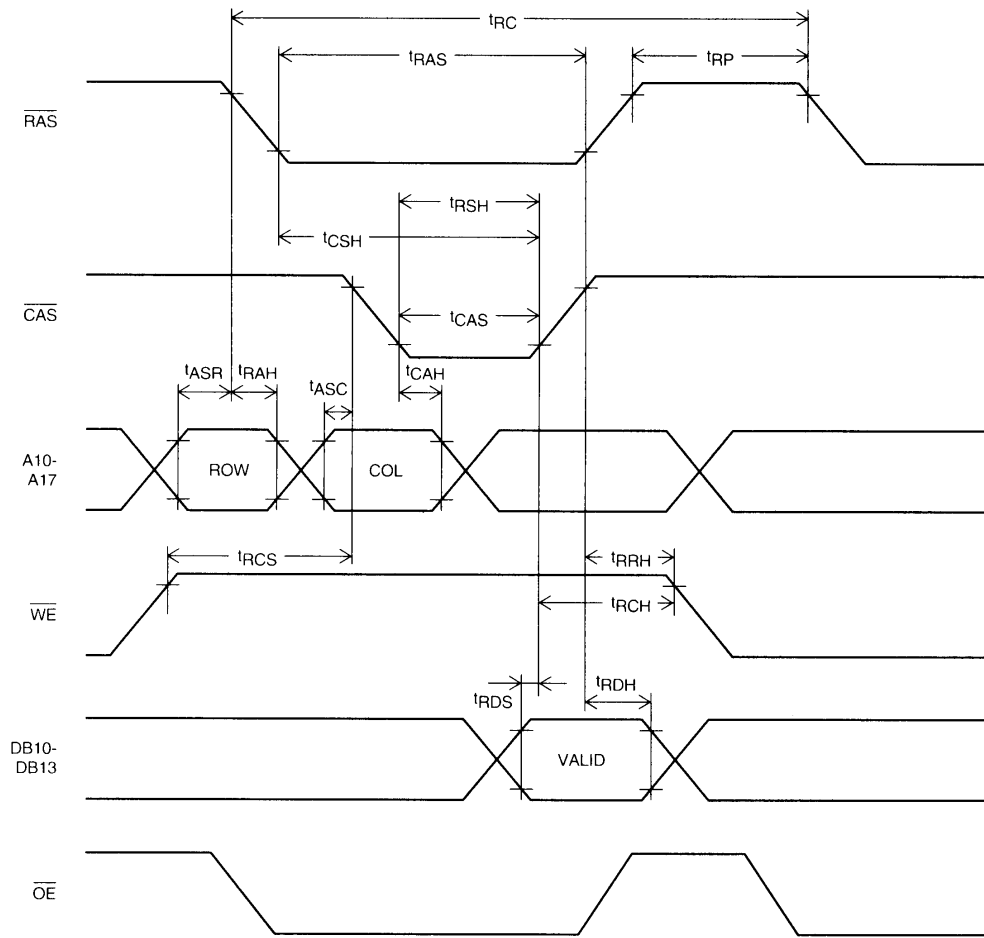 tRC
tRAS
tRP
RAS
tRSH
tCSH
CAS
tCAS
tASR
tRAH
tASC
tCAH
A10-
A17
ROW
COL
tRCS
tRRH
WE
tRCH
tRDS
tRDH
DB10-
DB13
VALID
OE